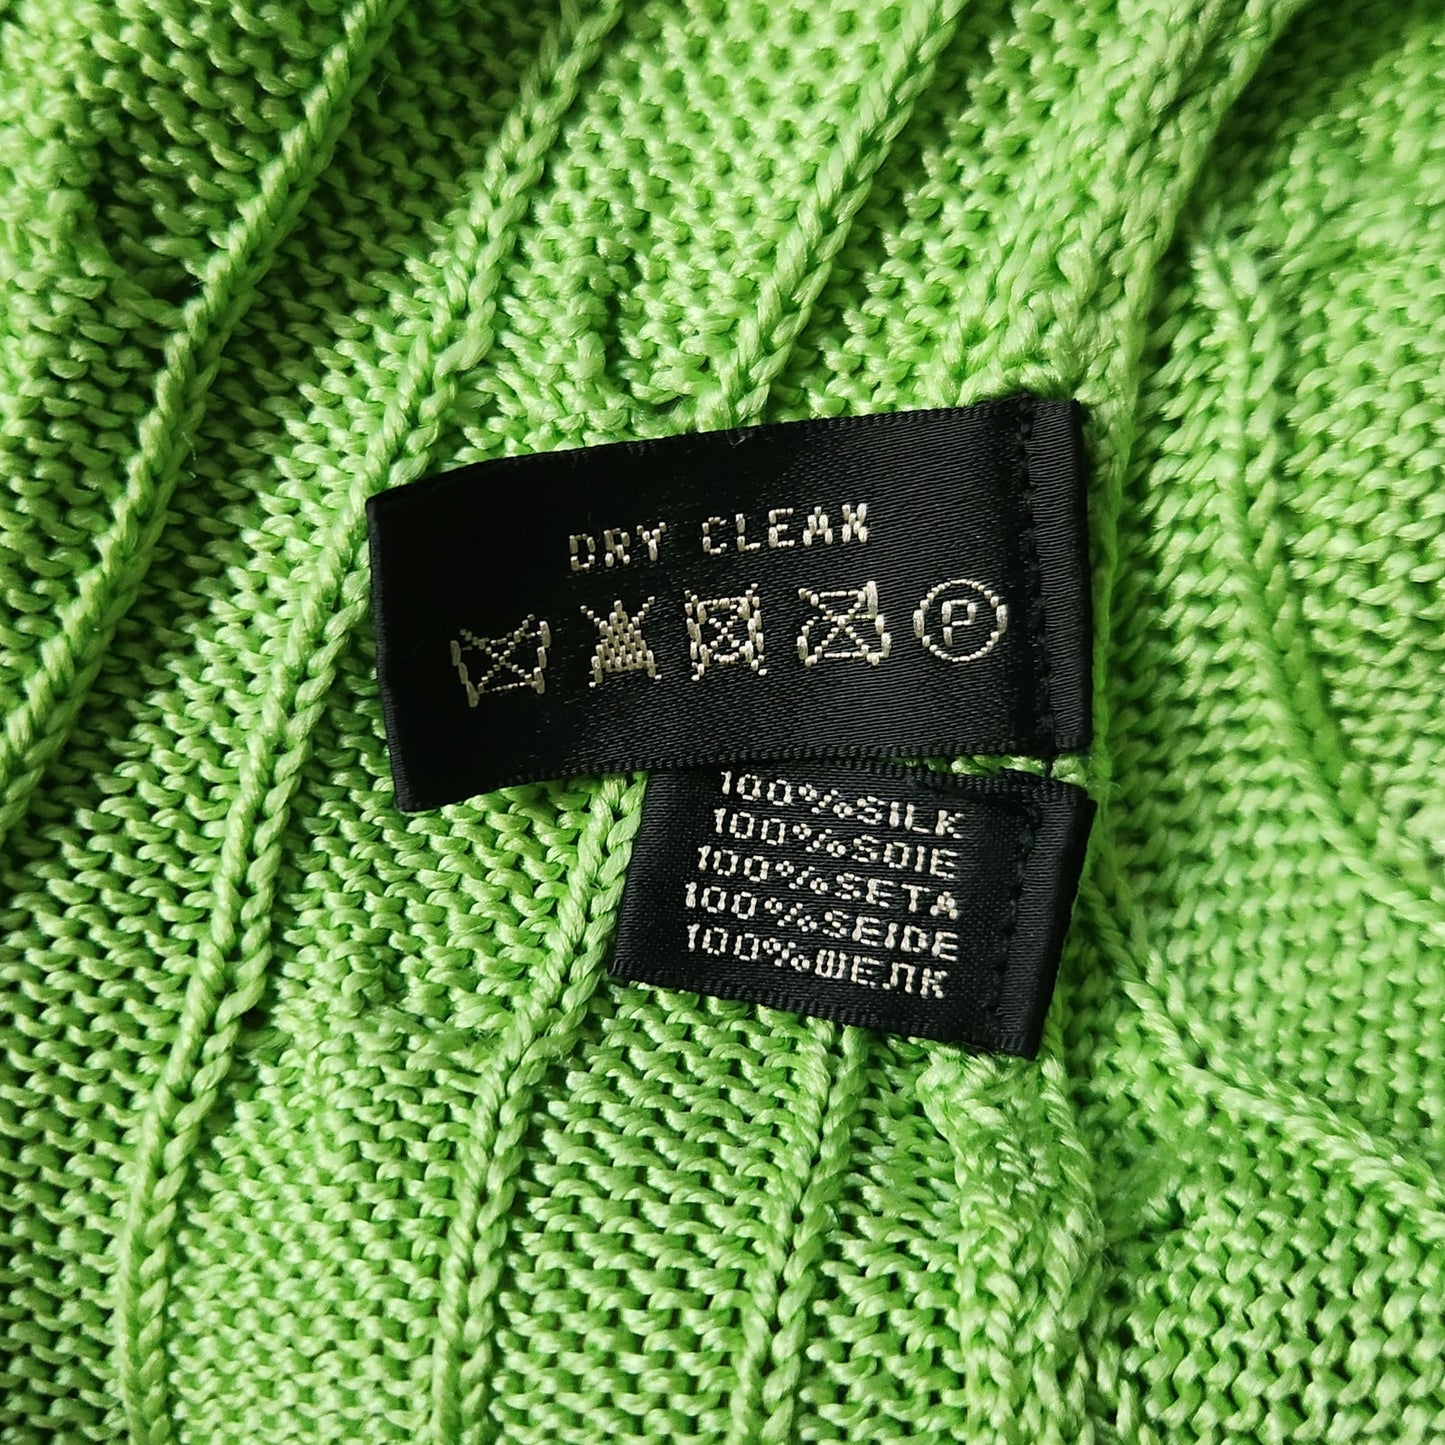 DRY CLEAN
P
100%SILK
100%SOIE
100%SETA
100%SEIDE
100%ШЕЛК